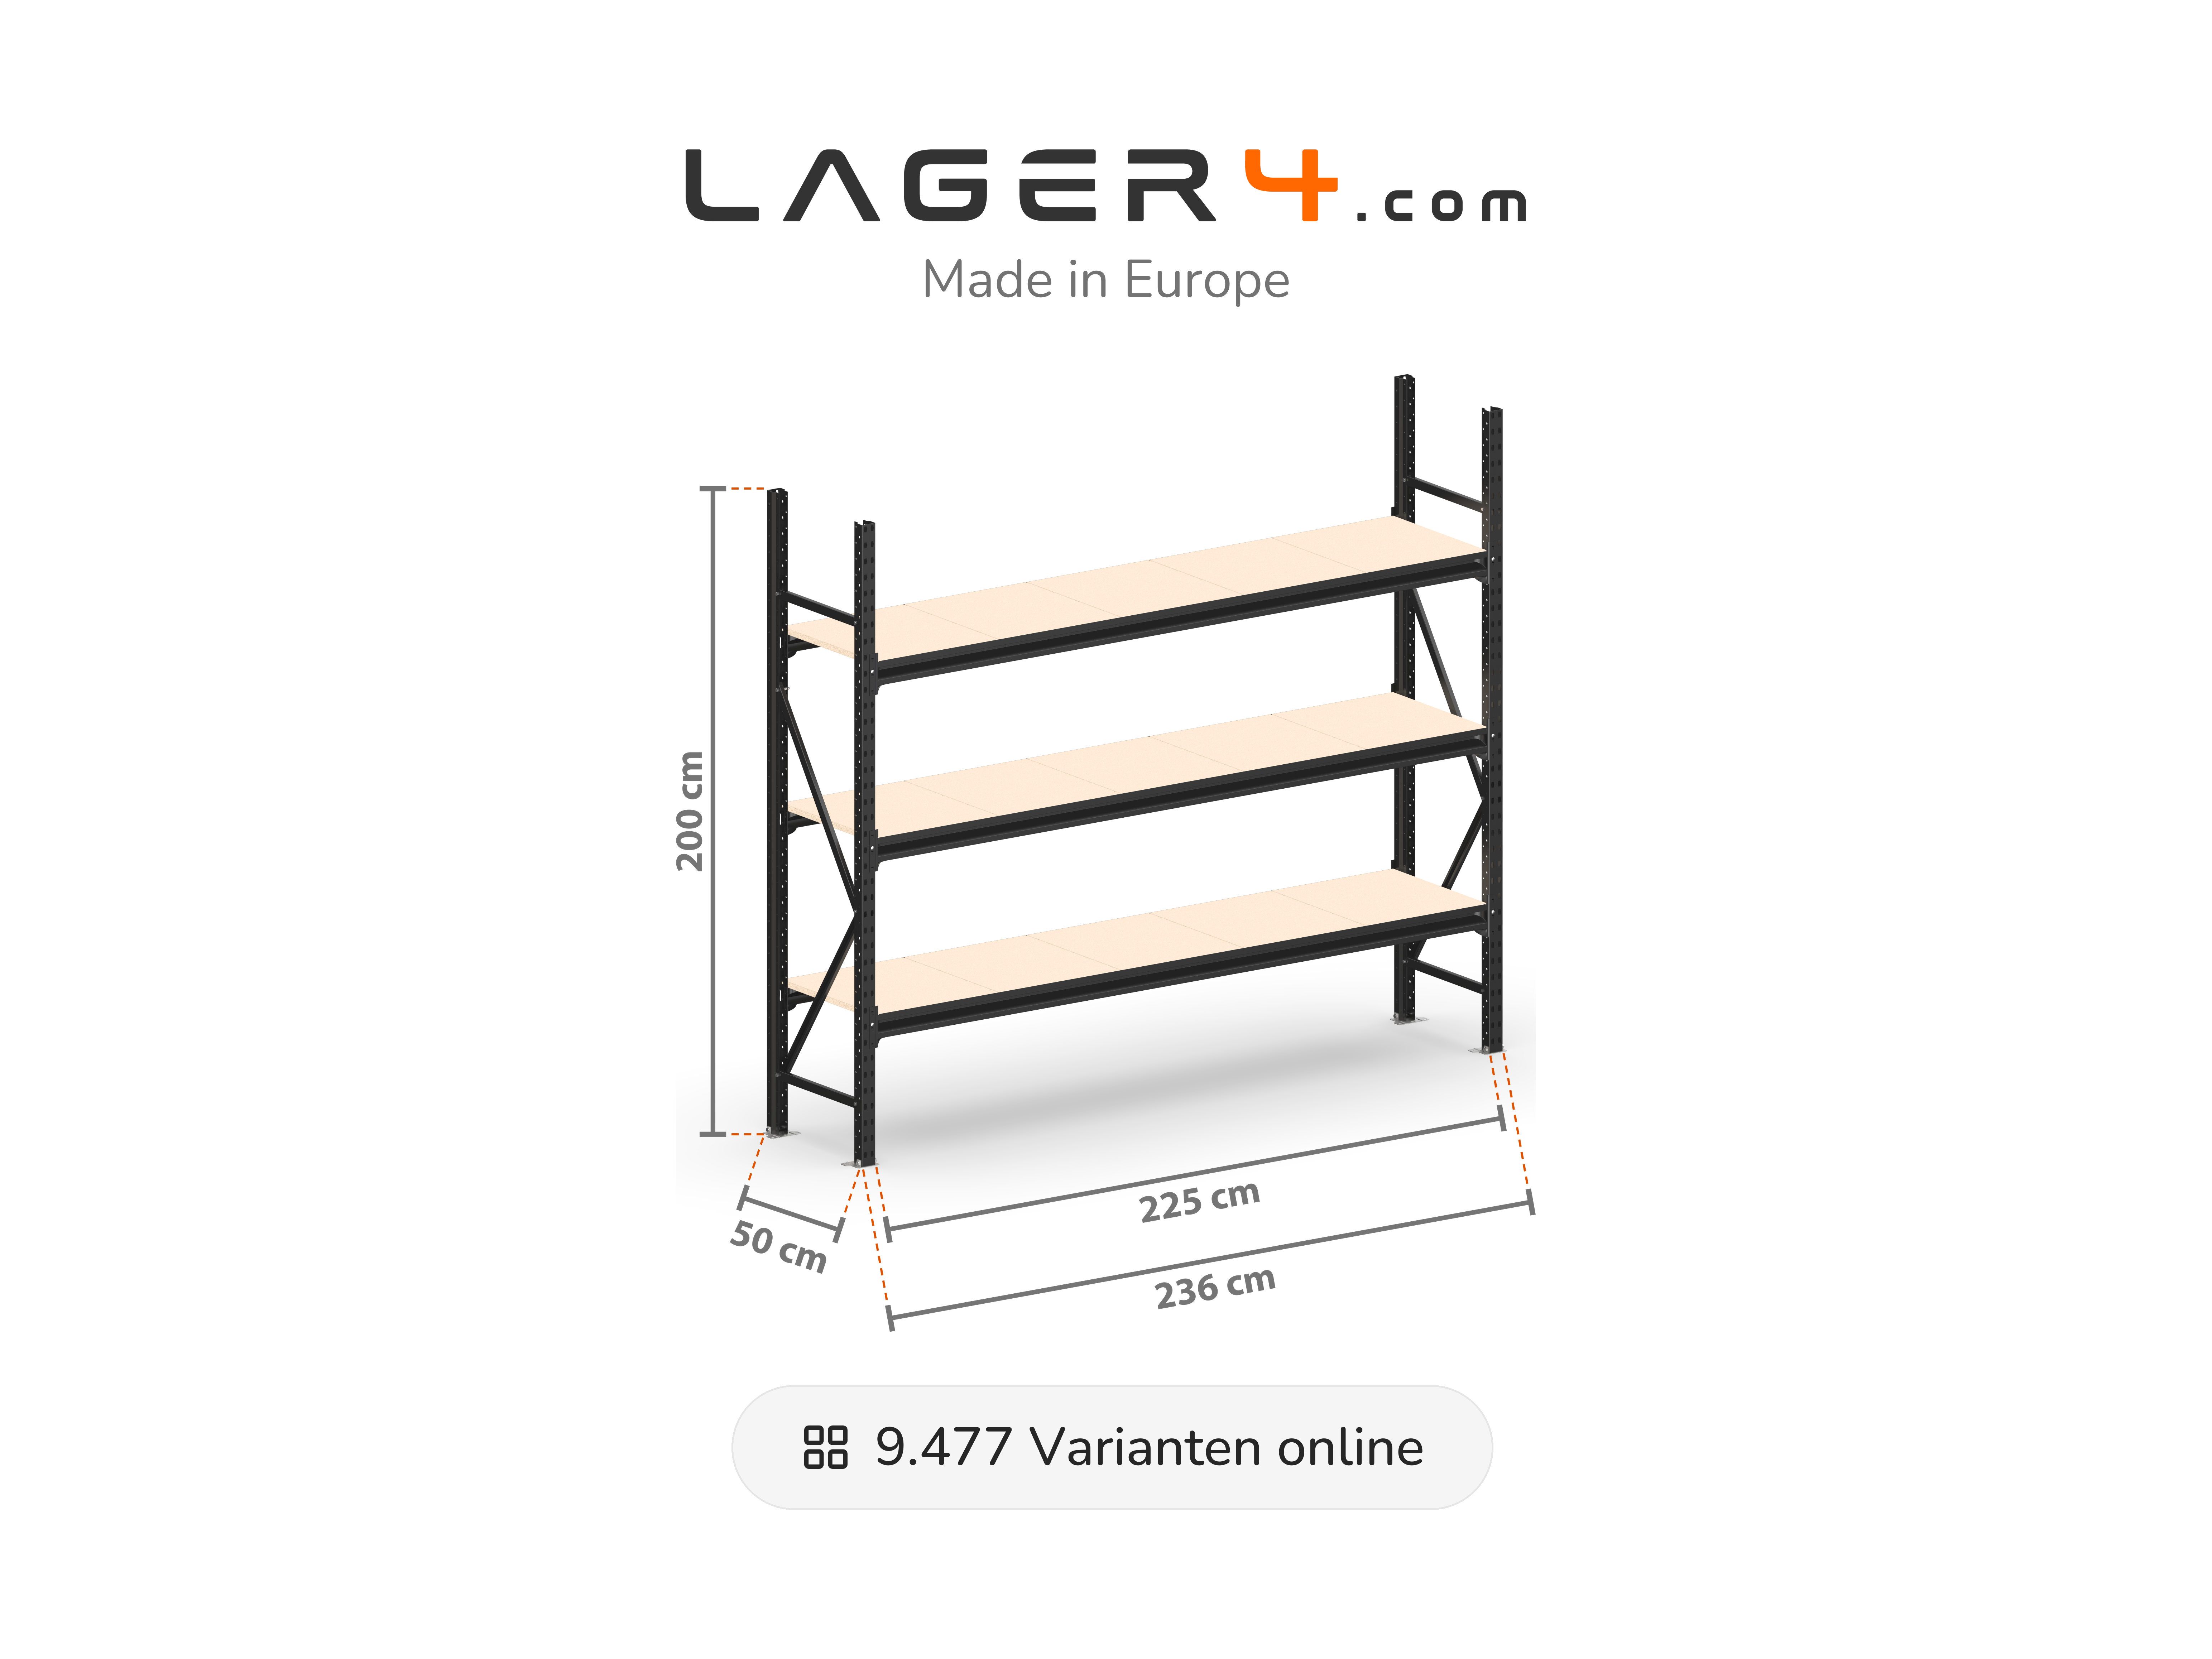 LAGER4.com
Made in Europe
200 cm
50 cm
225 cm
236 cm
9.477 Varianten online